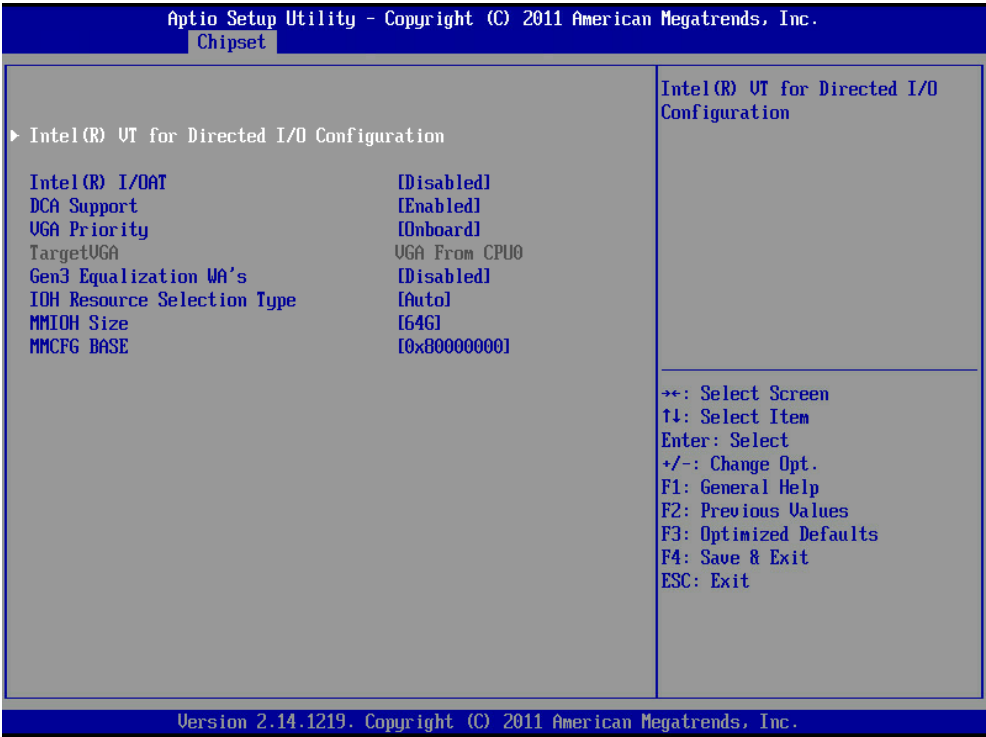 Aptio Setup Utility - Copyright (C) 2011 American Megatrends, Inc.
Chipset
▶ Intel(R) VT for Directed I/O Configuration
Intel(R) I/OAT [Disabled]
DCA Support [Enabled]
VGA Priority [Onboard]
TargetVGA VGA From CPU0
Gen3 Equalization WA's [Disabled]
IOH Resource Selection Type [Auto]
MMIOH Size [64G]
MMCFG BASE [0x80000000]
Intel(R) VT for Directed I/O
Configuration
→←: Select Screen
↑↓: Select Item
Enter: Select
+/-: Change Opt.
F1: General Help
F2: Previous Values
F3: Optimized Defaults
F4: Save & Exit
ESC: Exit
Version 2.14.1219. Copyright (C) 2011 American Megatrends, Inc.